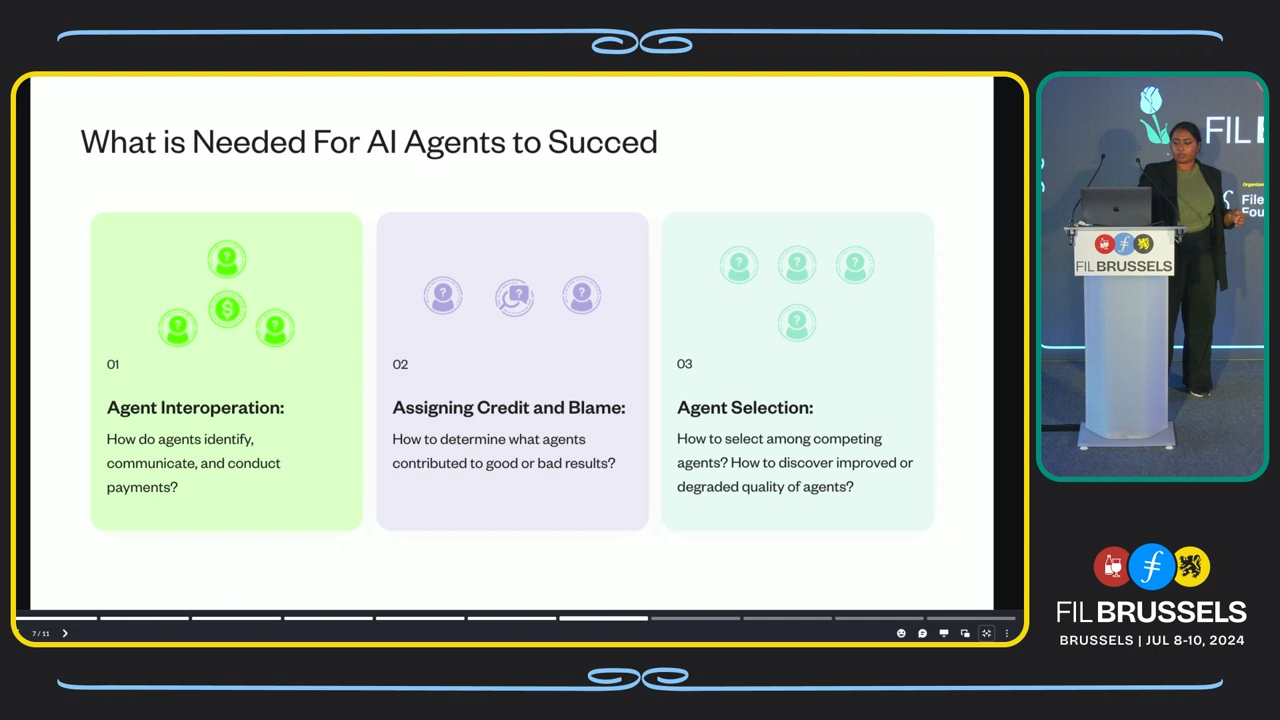 What is Needed For AI Agents to Succed
01
Agent Interoperation:
How do agents identify,
communicate, and conduct
payments?
02
Assigning Credit and Blame:
How to determine what agents
contributed to good or bad results?
03
Agent Selection:
How to select among competing
agents? How to discover improved or
degraded quality of agents?
7 / 11
FIL B
File
Fou
FIL BRUSSELS
FIL BRUSSELS
BRUSSELS | JUL 8-10, 2024